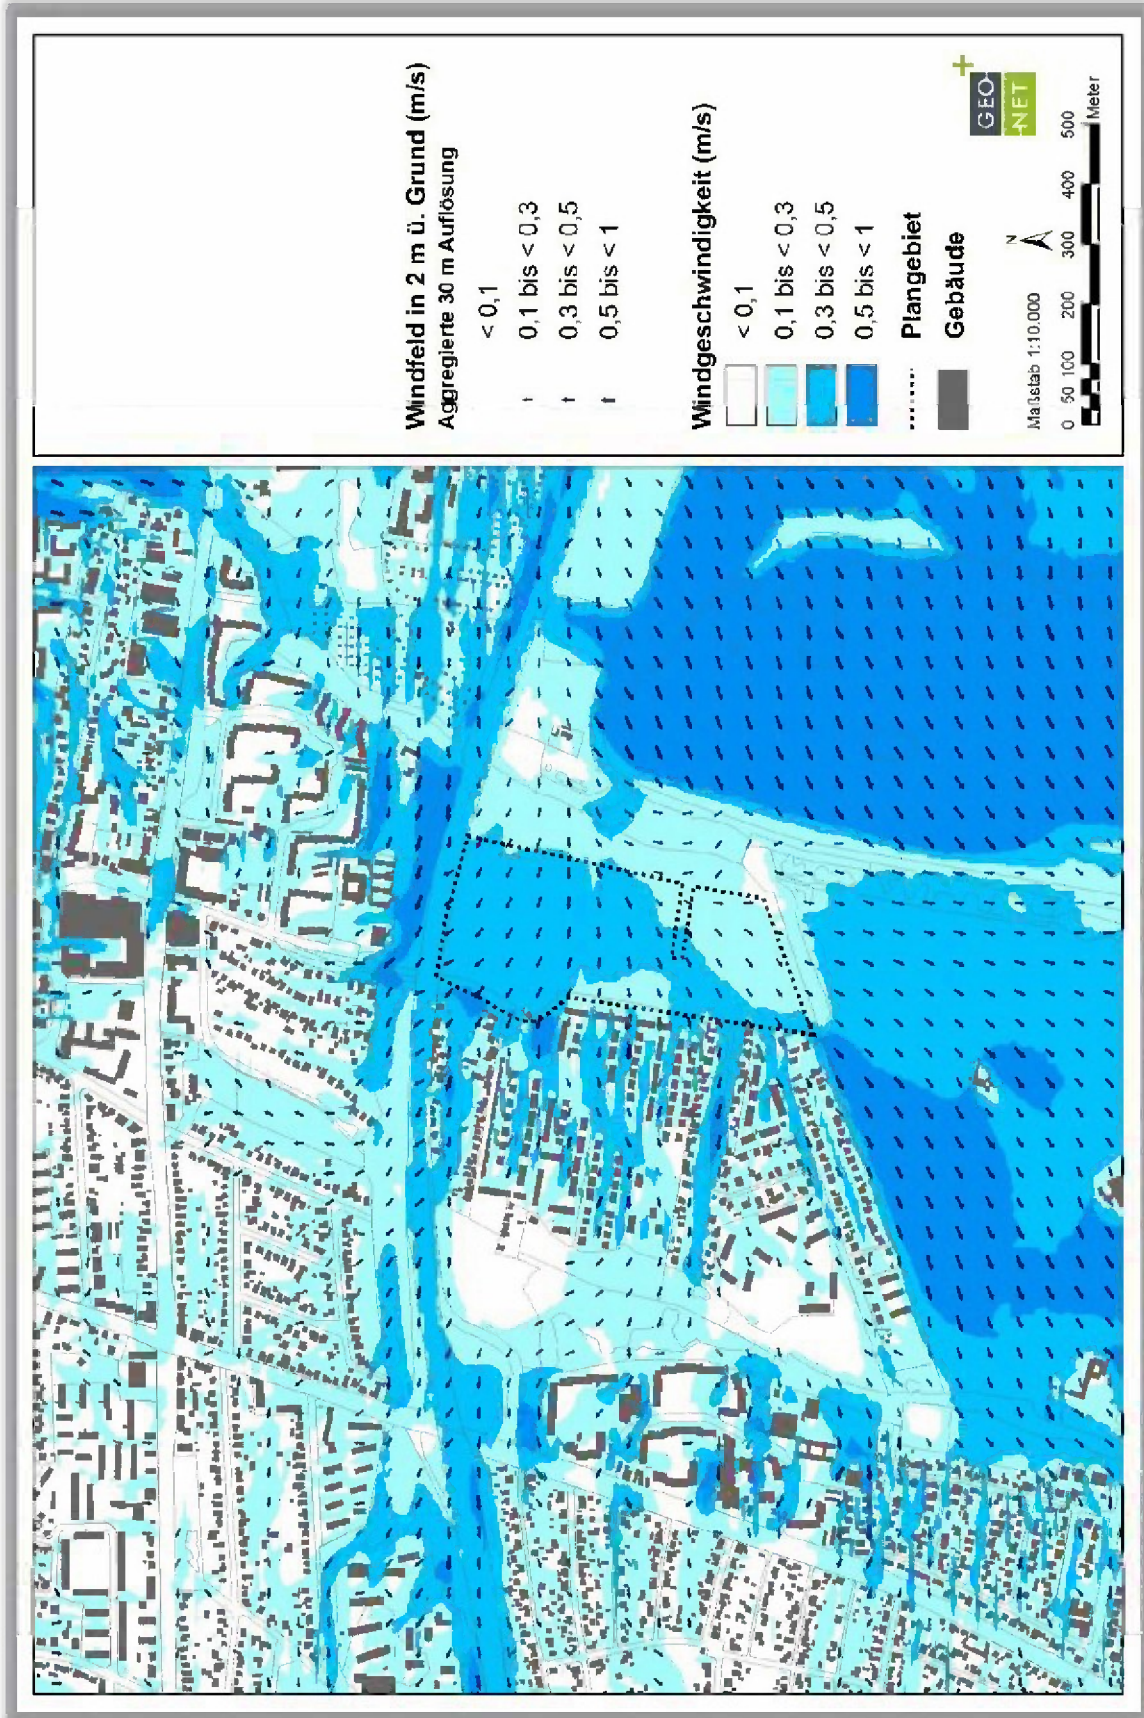 Windfeld in 2 m ü. Grund (m/s)
Aggregierte 30 m Auflösung
< 0,1
0,1 bis < 0,3
0,3 bis < 0,5
0,5 bis < 1
Windgeschwindigkeit (m/s)
< 0,1
0,1 bis < 0,3
0,3 bis < 0,5
0,5 bis < 1
Plangebiet
Gebäude
N
Maßstab 1:10.000
0 50 100 200 300 400 500
Meter
GEO
NET